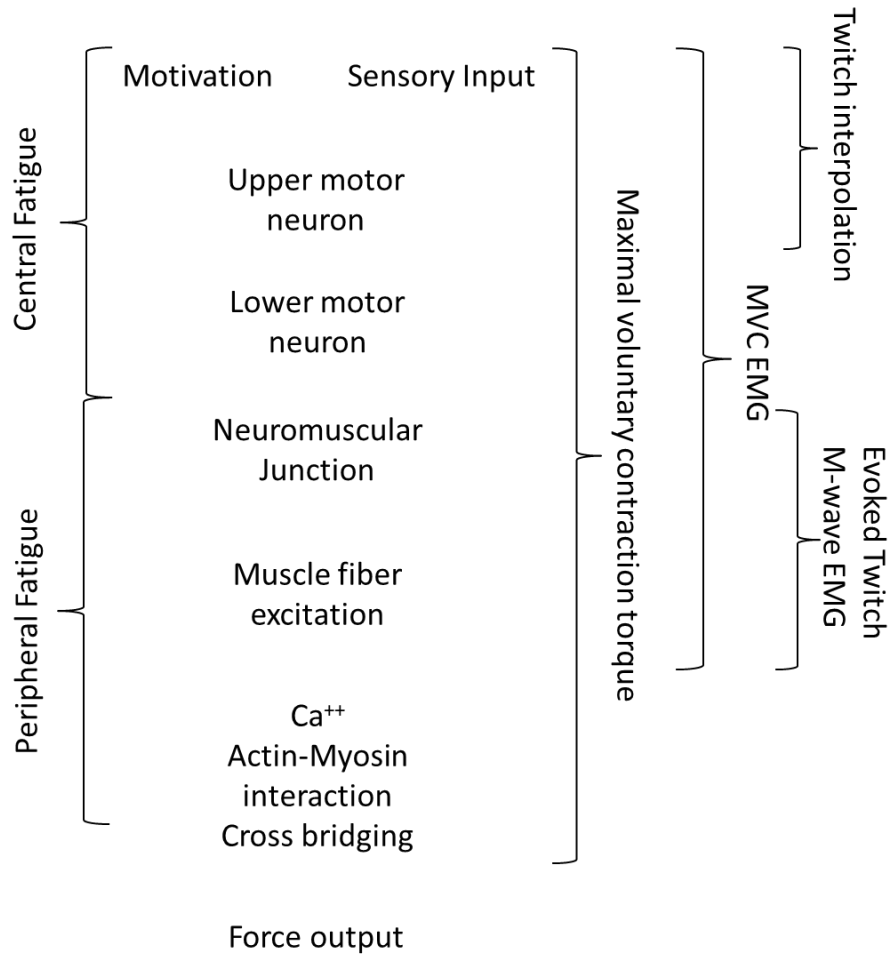 Motivation
Sensory Input
Upper motor
neuron
Lower motor
neuron
Neuromuscular
Junction
Muscle fiber
excitation
Ca⁺⁺
Actin-Myosin
interaction
Cross bridging
Force output
Central Fatigue
Peripheral Fatigue
Maximal voluntary contraction torque
MVC EMG
Twitch interpolation
Evoked Twitch
M-wave EMG